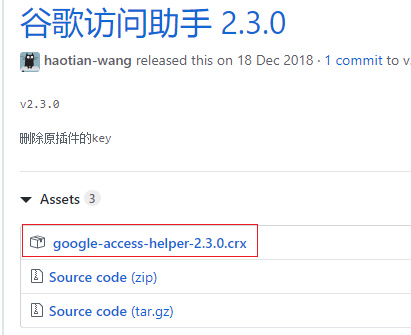 谷歌访问助手 2.3.0
haotian-wang released this on 18 Dec 2018 · 1 commit to v
v2.3.0
删除原插件的key
Assets 3
google-access-helper-2.3.0.crx
Source code (zip)
Source code (tar.gz)